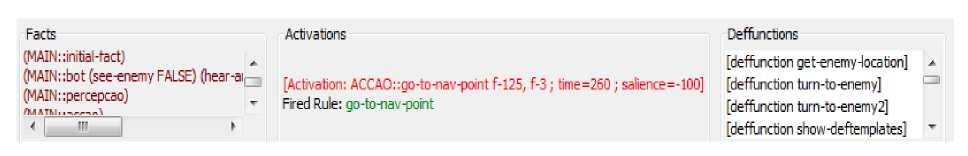 Facts
(MAIN::initial-fact)
(MAIN::bot (see-enemy FALSE) (hear-a
(MAIN::percepcao)
(MAIN::accao)
Activations
[Activation: ACCAO::go-to-nav-point f-125, f-3 ; time=260 ; salience=-100]
Fired Rule: go-to-nav-point
Deffunctions
[deffunction get-enemy-location]
[deffunction turn-to-enemy]
[deffunction turn-to-enemy2]
[deffunction show-deftemplates]